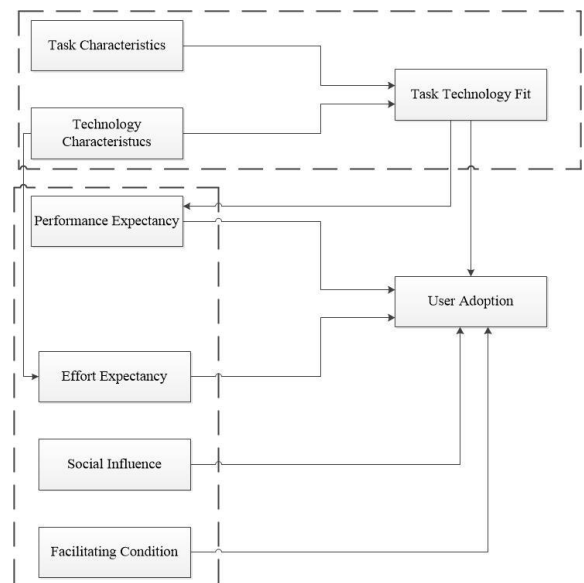 Task Characteristics
Task Technology Fit
Technology
Characteristucs
Performance Expectancy
User Adoption
Effort Expectancy
Social Influence
Facilitating Condition